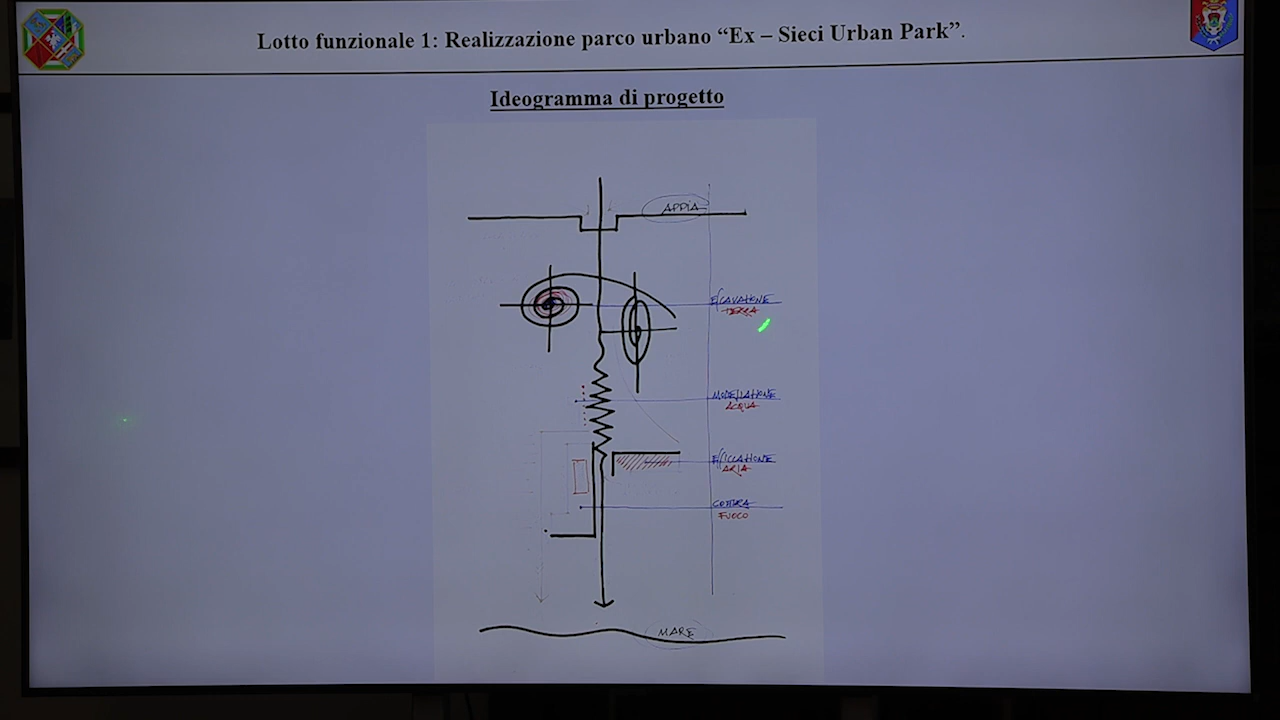 Lotto funzionale 1: Realizzazione parco urbano “Ex – Sieci Urban Park”.
Ideogramma di progetto
APPIA
ESCAVAZIONE
TERRA
MODELLAZIONE
ACQUA
ESSICCAZIONE
ARIA
COTTURA
FUOCO
MARE